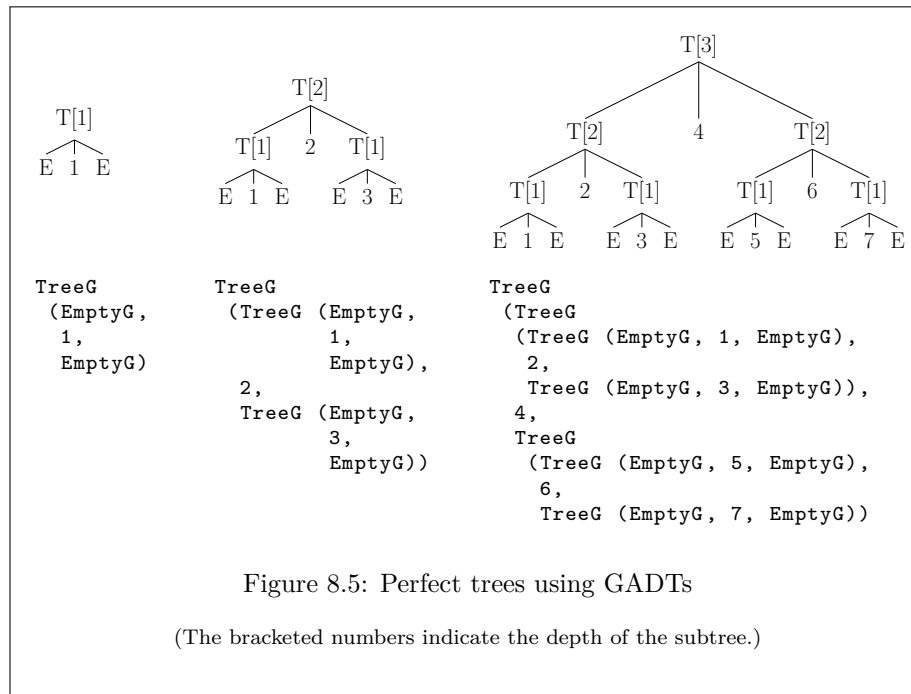 T[1]
E 1 E
T[2]
T[1] 2 T[1]
E 1 E E 3 E
T[3]
T[2] 4 T[2]
T[1] 2 T[1] T[1] 6 T[1]
E 1 E E 3 E E 5 E E 7 E
TreeG
(EmptyG,
1,
EmptyG)
TreeG
(TreeG (EmptyG,
1,
EmptyG),
2,
TreeG (EmptyG,
3,
EmptyG))
TreeG
(TreeG
(TreeG (EmptyG, 1, EmptyG),
2,
TreeG (EmptyG, 3, EmptyG)),
4,
TreeG
(TreeG (EmptyG, 5, EmptyG),
6,
TreeG (EmptyG, 7, EmptyG))
Figure 8.5: Perfect trees using GADTs
(The bracketed numbers indicate the depth of the subtree.)